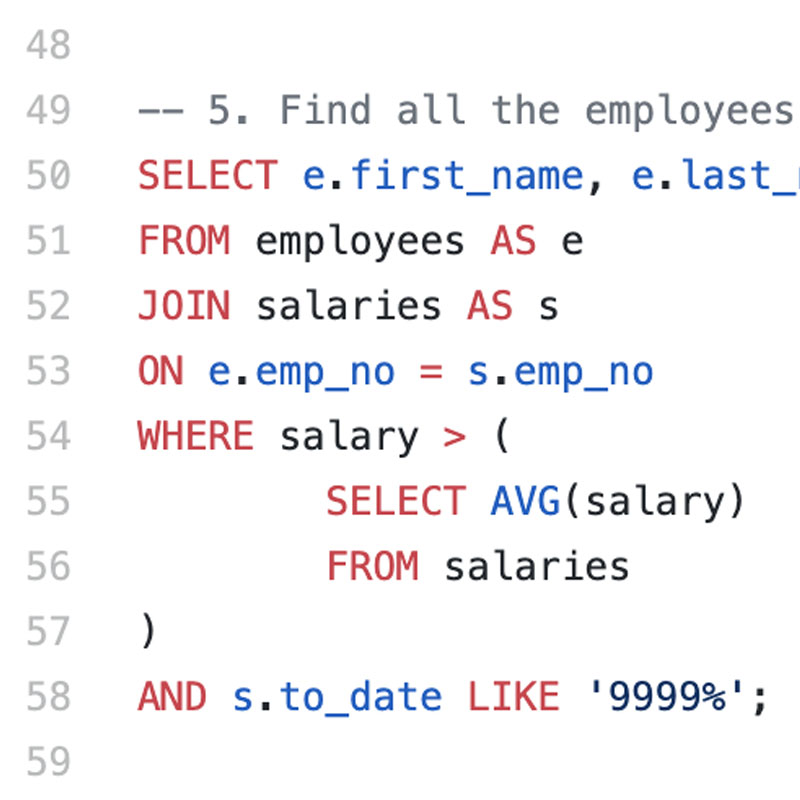 48
49 -- 5. Find all the employees
50 SELECT e.first_name, e.last_
51 FROM employees AS e
52 JOIN salaries AS s
53 ON e.emp_no = s.emp_no
54 WHERE salary > (
55 SELECT AVG(salary)
56 FROM salaries
57 )
58 AND s.to_date LIKE '9999%';
59